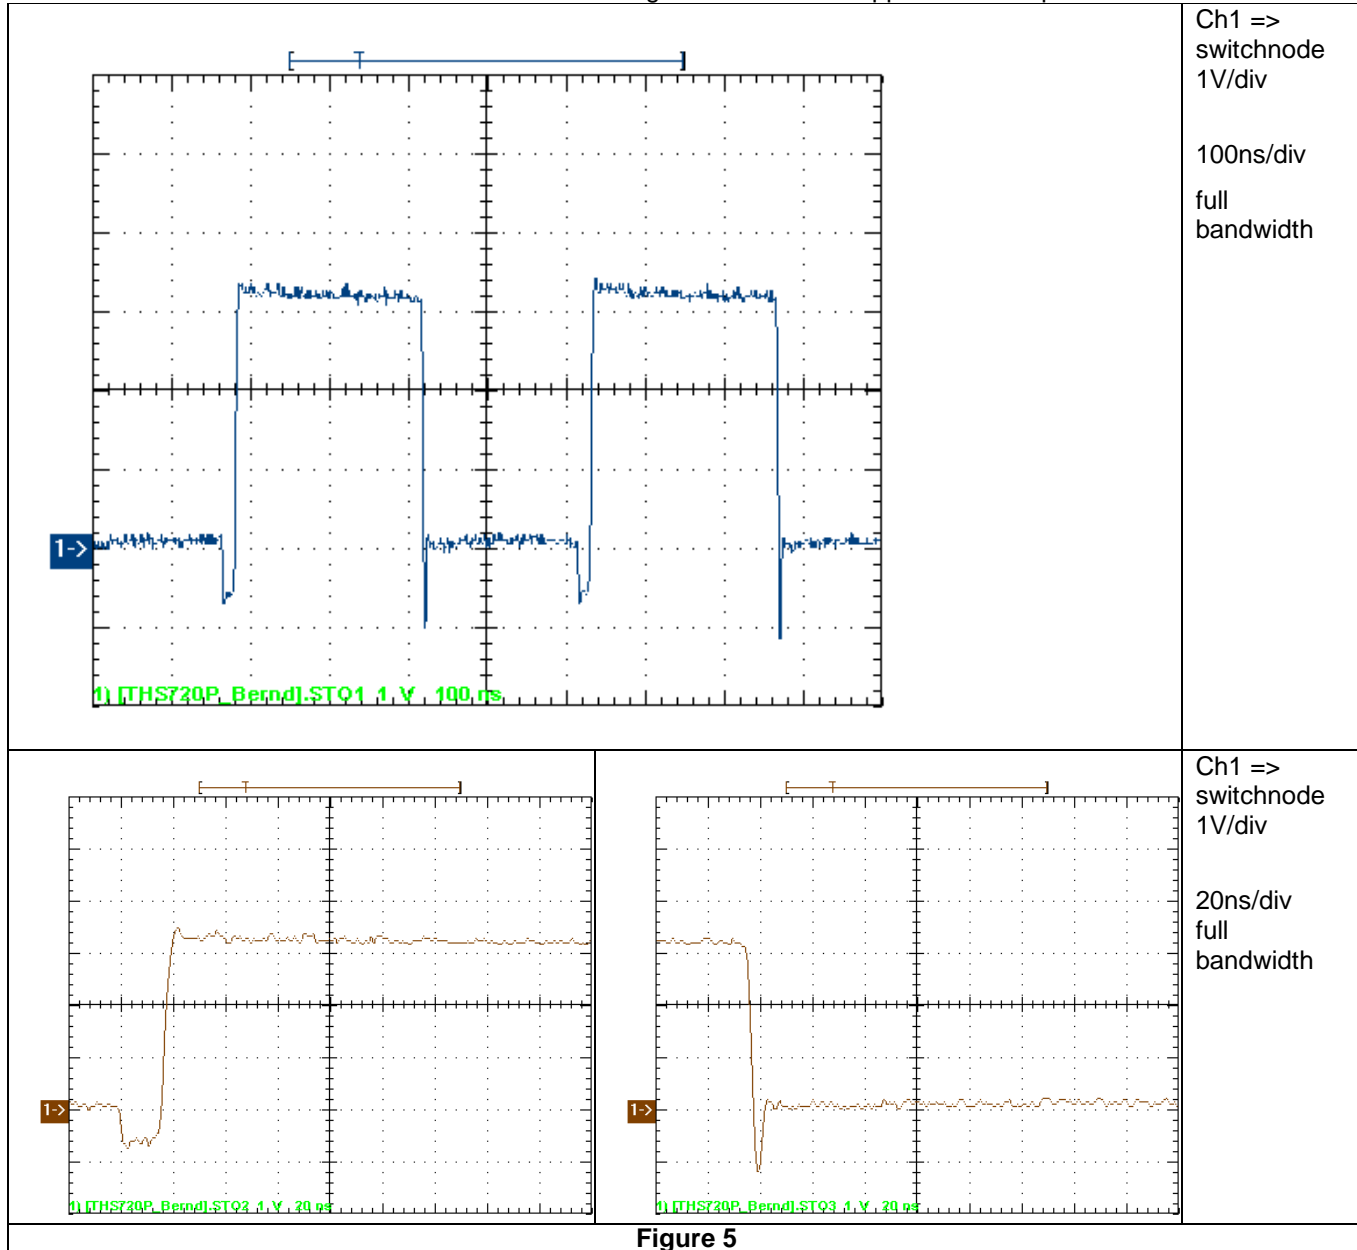 Ch1 =>
switchnode
1V/div
100ns/div
full
bandwidth
1->
1) [THS720P_Bernd].STO1 1 V 100 ns
Ch1 =>
switchnode
1V/div
20ns/div
full
bandwidth
1->
1) [THS720P_Bernd].STO2 1 V 20 ns
1->
1) [THS720P_Bernd].STO3 1 V 20 ns
Figure 5